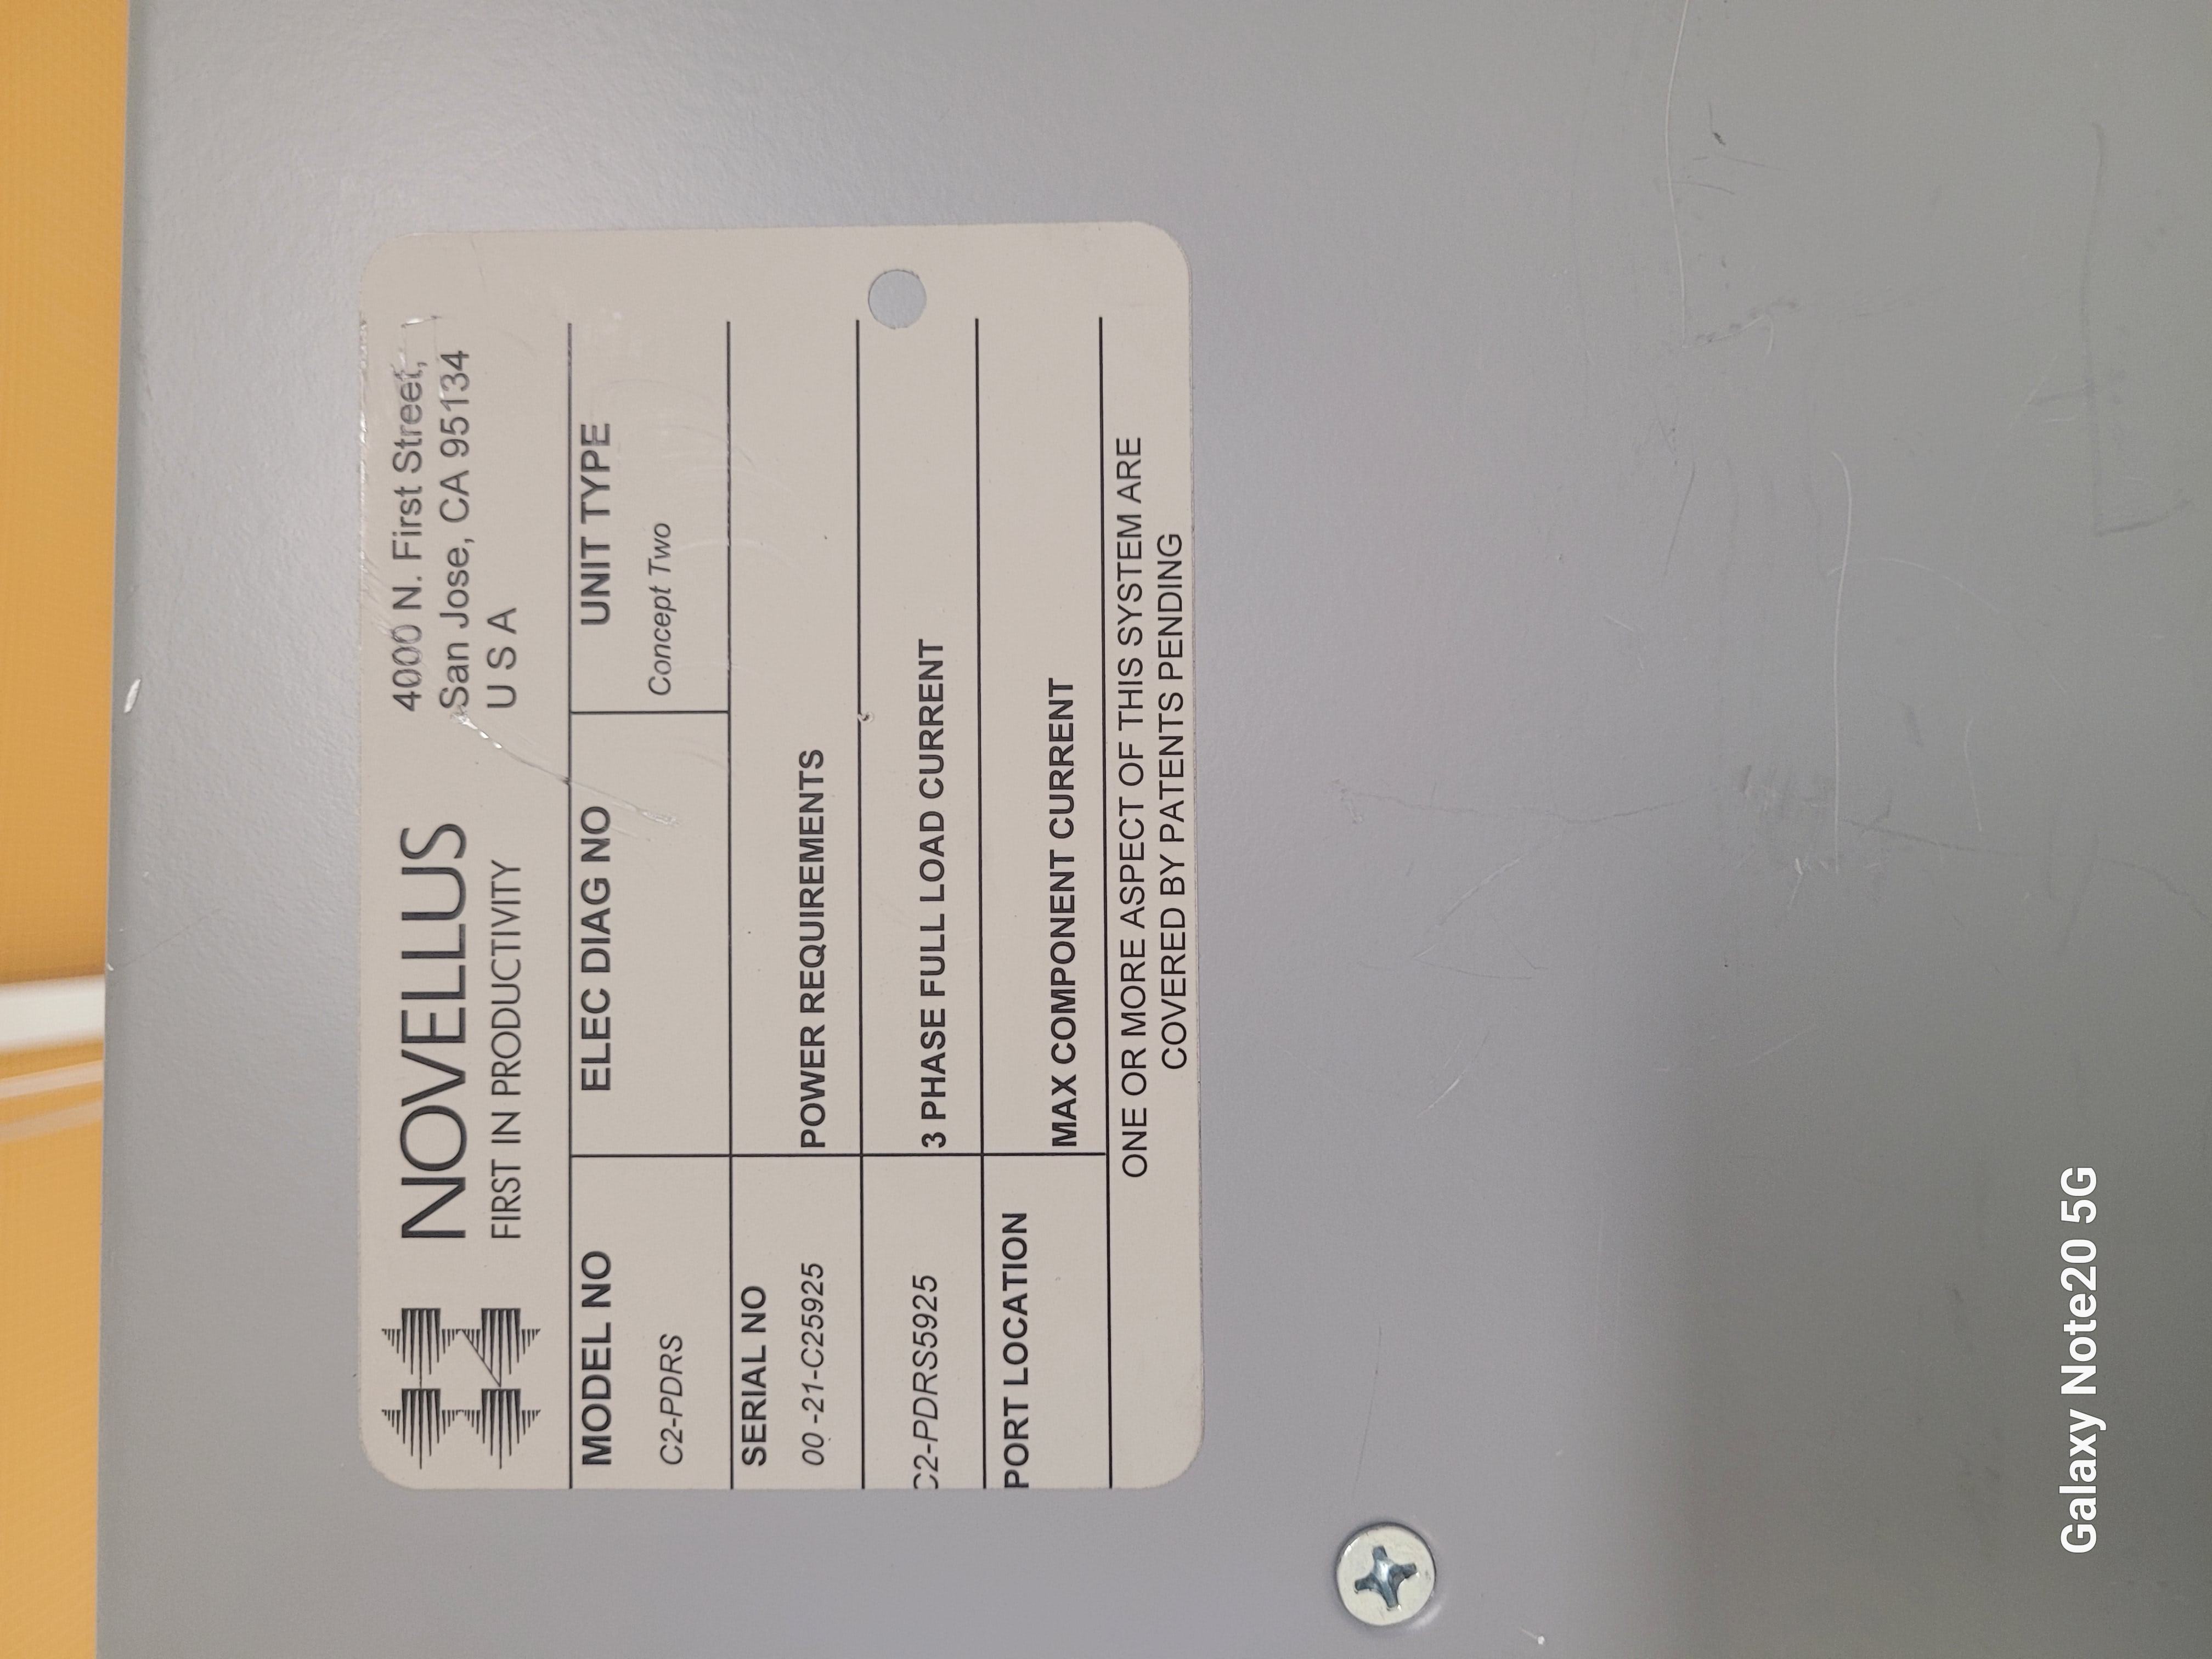 NOVELLUS
FIRST IN PRODUCTIVITY
4000 N. First Street,
San Jose, CA 95134
U S A
MODEL NO
C2-PDRS
ELEC DIAG NO
UNIT TYPE
Concept Two
SERIAL NO
00 -21-C25925
POWER REQUIREMENTS
C2-PDRS5925
3 PHASE FULL LOAD CURRENT
PORT LOCATION
MAX COMPONENT CURRENT
ONE OR MORE ASPECT OF THIS SYSTEM ARE
COVERED BY PATENTS PENDING
Galaxy Note20 5G